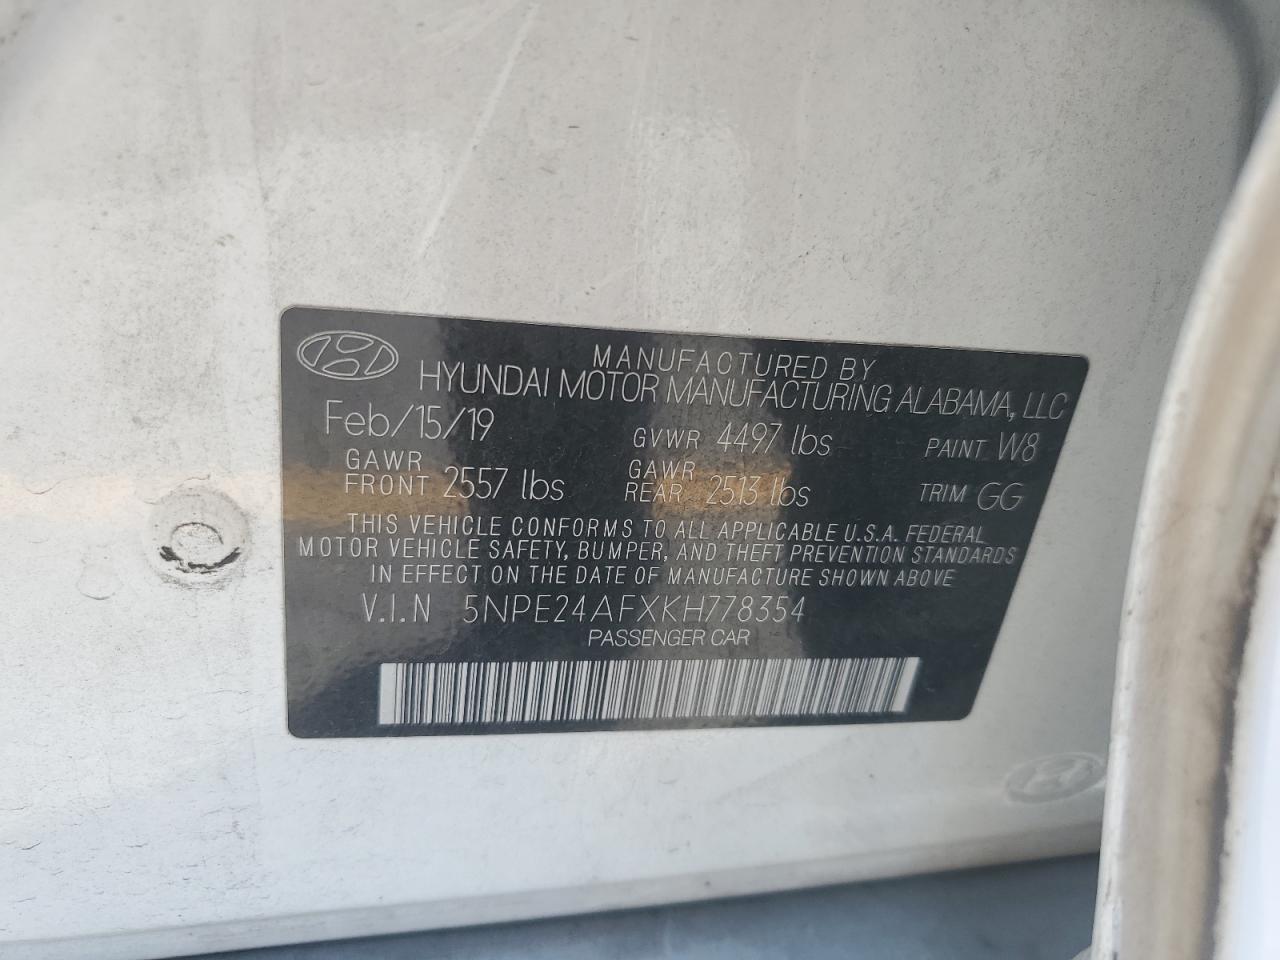 MANUFACTURED BY
HYUNDAI MOTOR MANUFACTURING ALABAMA, LLC
Feb/15/19 GVWR 4497 lbs PAINT W8
GAWR FRONT 2557 lbs GAWR REAR 2513 lbs TRIM GG
THIS VEHICLE CONFORMS TO ALL APPLICABLE U.S.A. FEDERAL
MOTOR VEHICLE SAFETY, BUMPER, AND THEFT PREVENTION STANDARDS
IN EFFECT ON THE DATE OF MANUFACTURE SHOWN ABOVE
V.I.N 5NPE24AFXKH778354
PASSENGER CAR